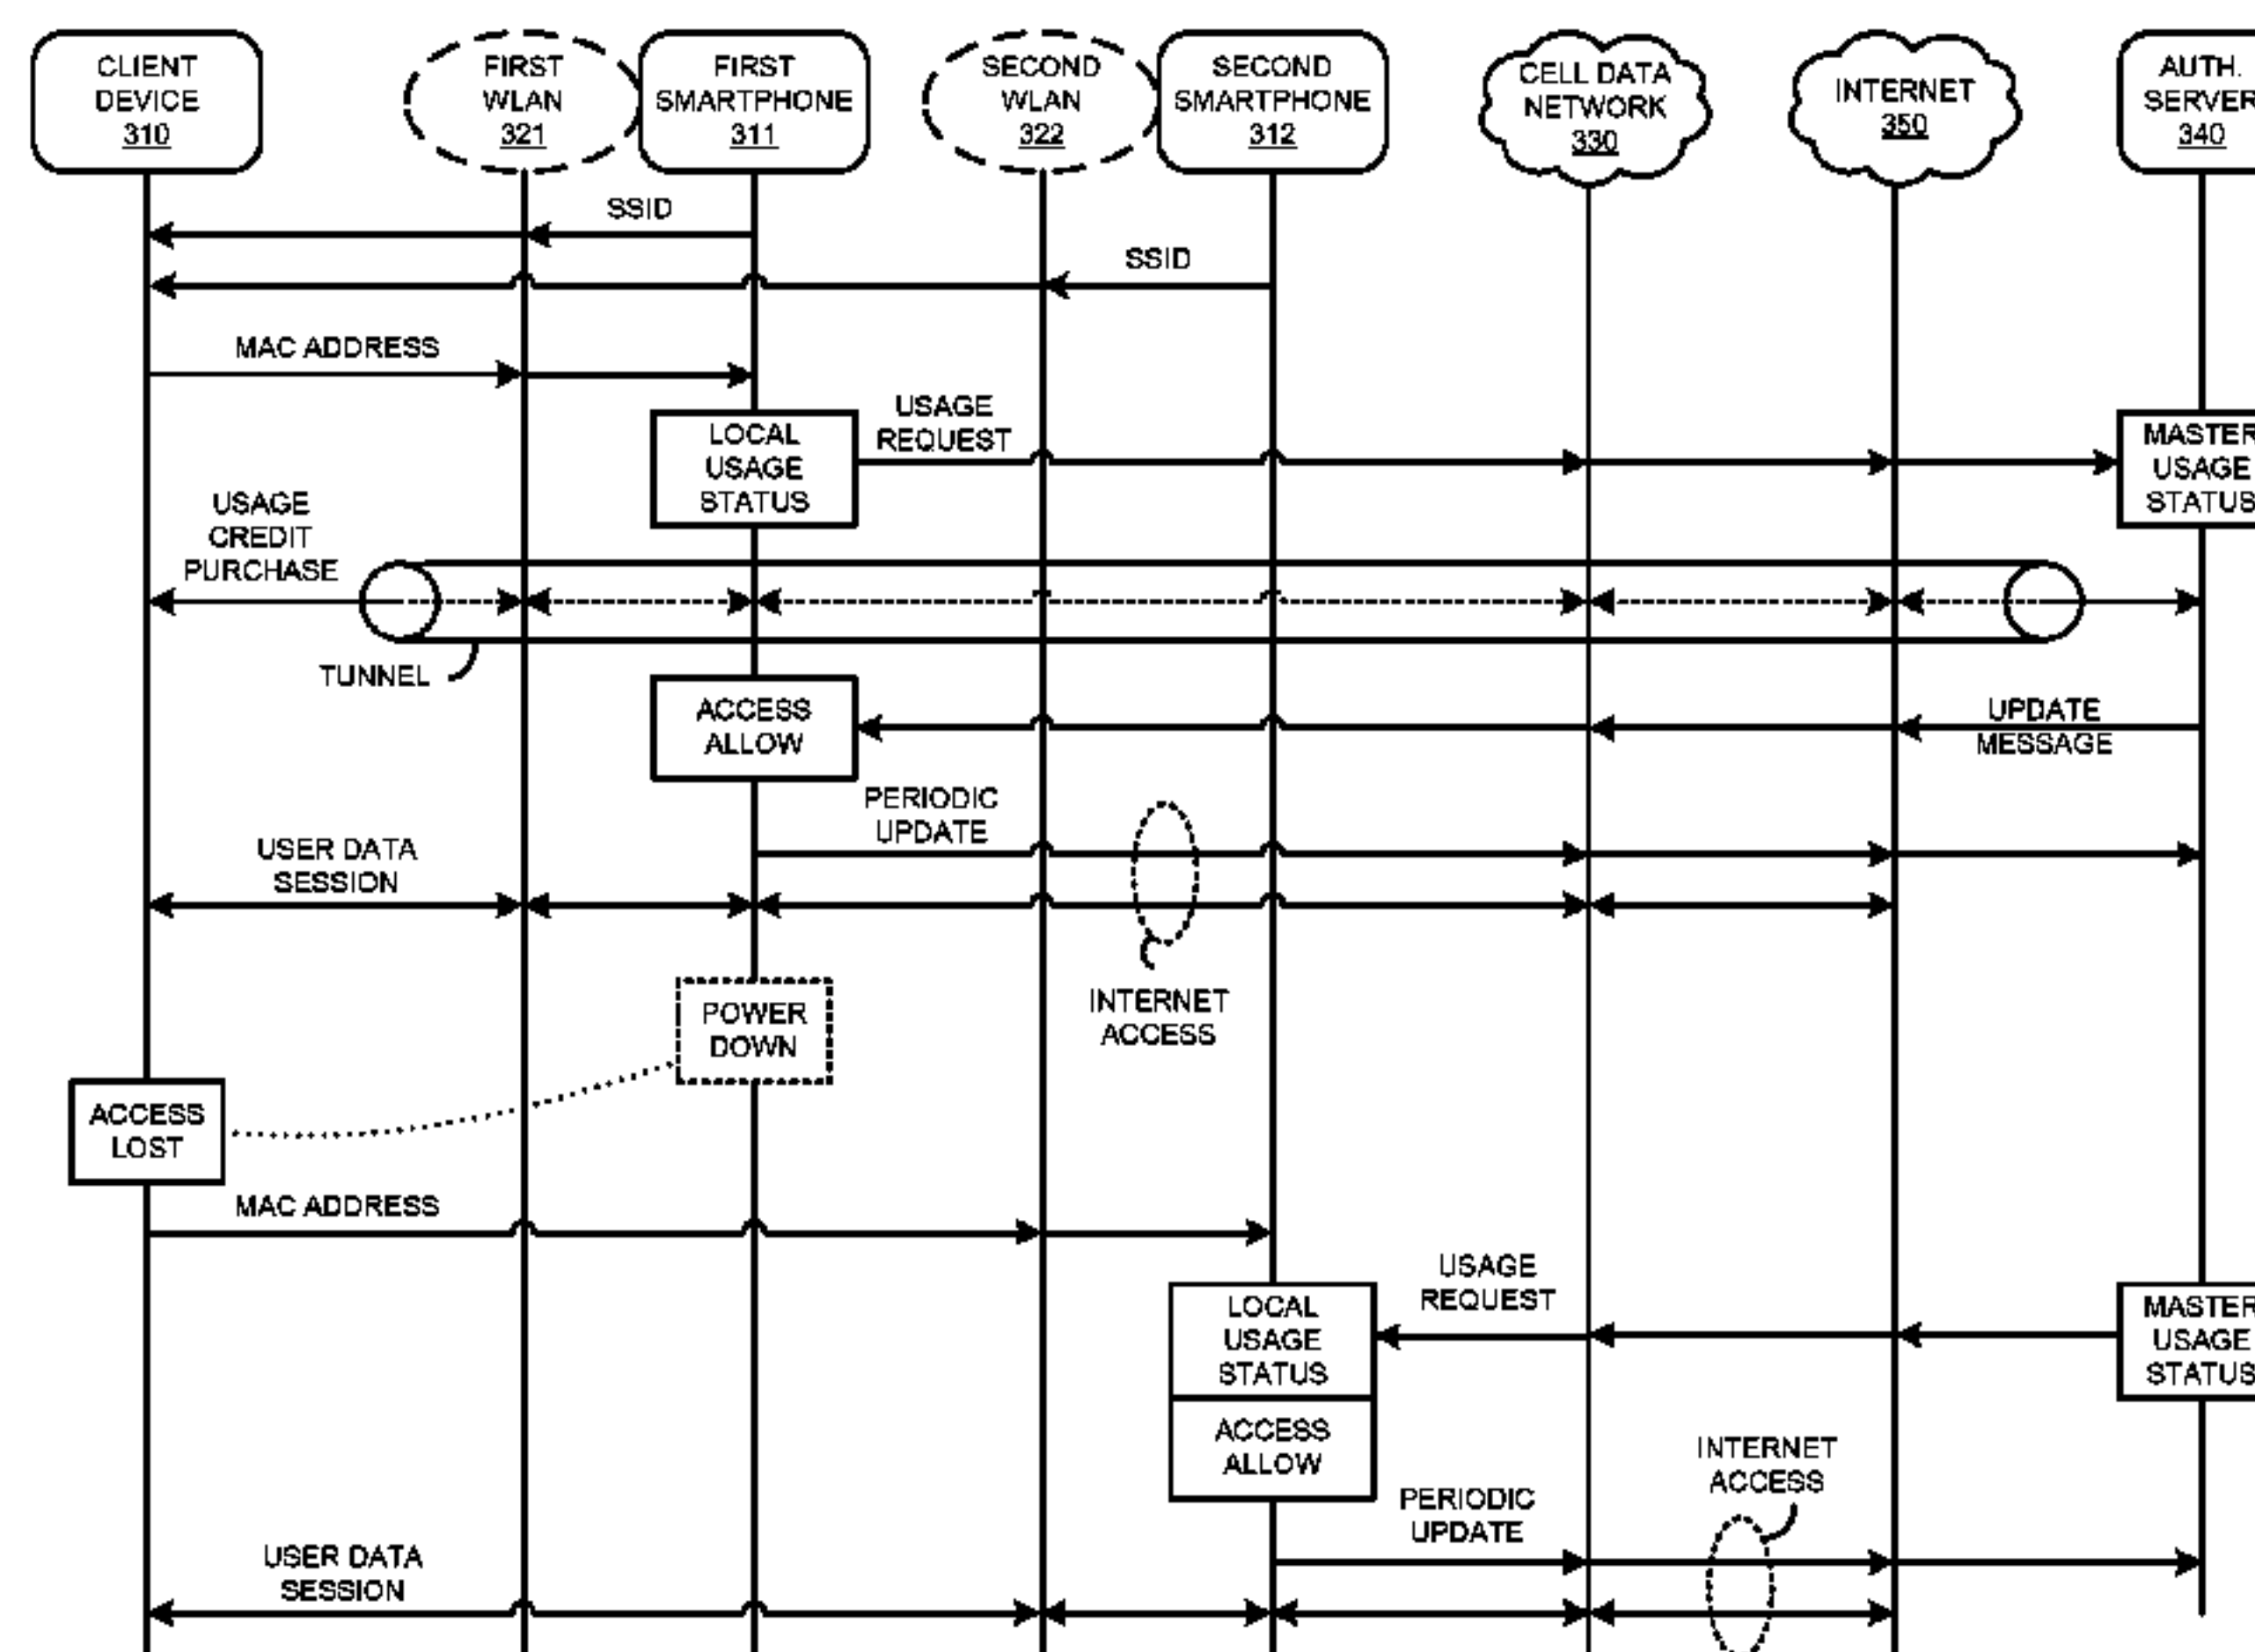 CLIENT
DEVICE
310
FIRST
WLAN
321
FIRST
SMARTPHONE
311
SECOND
WLAN
322
SECOND
SMARTPHONE
312
CELL DATA
NETWORK
330
INTERNET
350
AUTH.
SERVER
340
SSID
SSID
MAC ADDRESS
LOCAL
USAGE
STATUS
USAGE
REQUEST
MASTER
USAGE
STATUS
USAGE
CREDIT
PURCHASE
TUNNEL
ACCESS
ALLOW
UPDATE
MESSAGE
PERIODIC
UPDATE
USER DATA
SESSION
INTERNET
ACCESS
POWER
DOWN
ACCESS
LOST
MAC ADDRESS
USAGE
REQUEST
LOCAL
USAGE
STATUS
MASTER
USAGE
STATUS
ACCESS
ALLOW
INTERNET
ACCESS
PERIODIC
UPDATE
USER DATA
SESSION